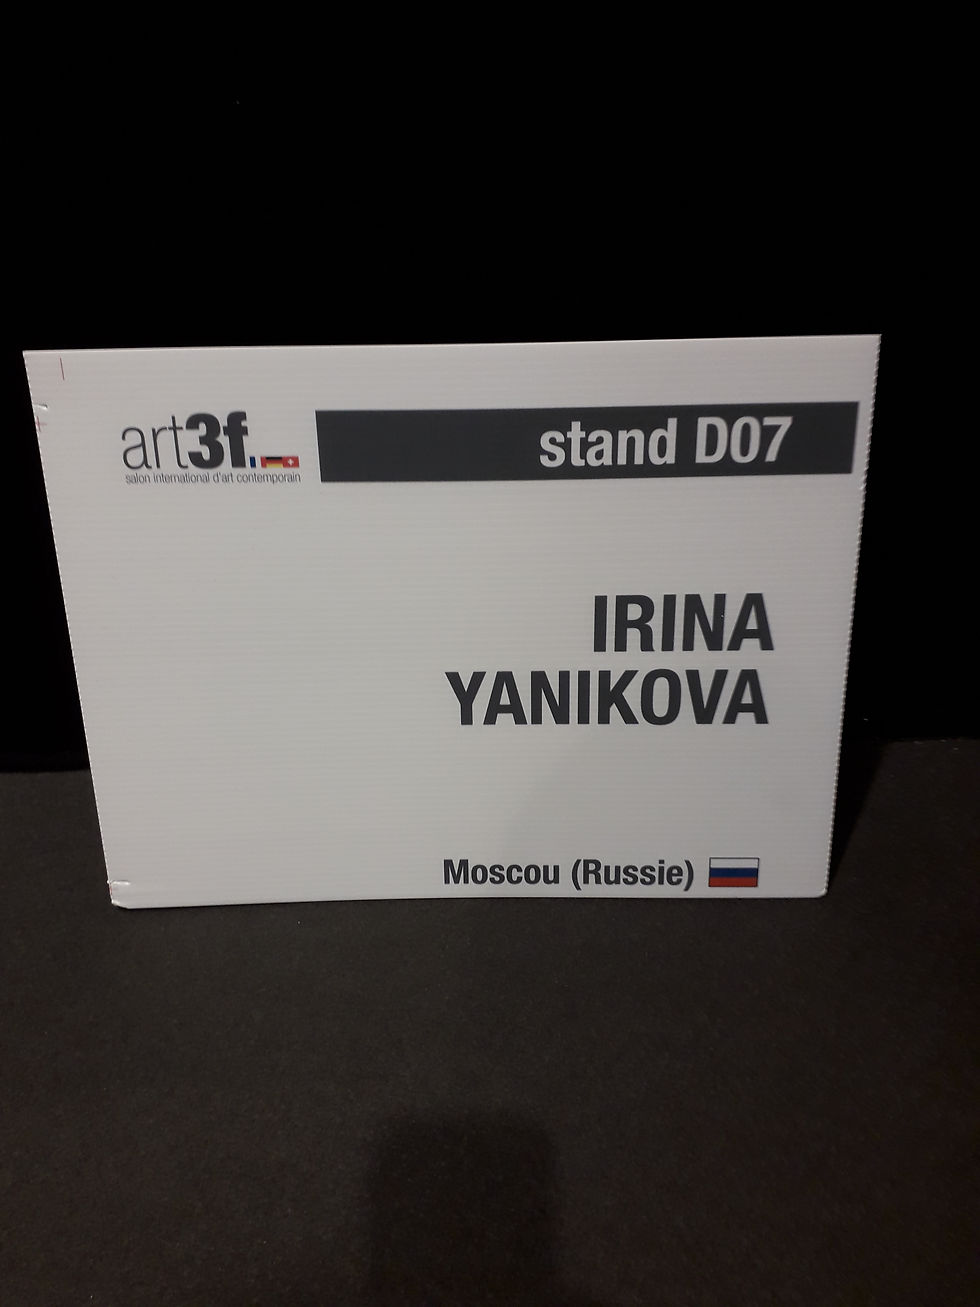 art3f.
salon international d'art contemporain
stand D07
IRINA
YANIKOVA
Moscou (Russie)